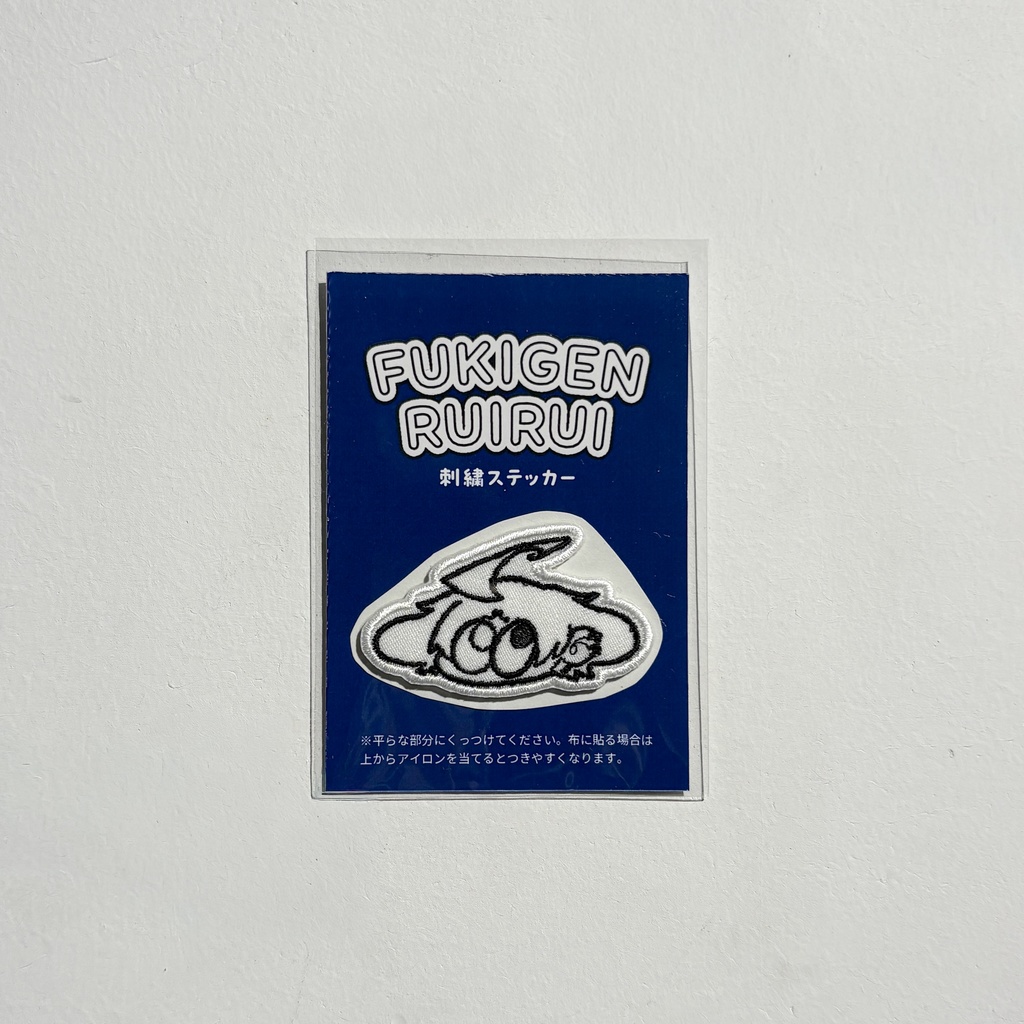 FUKIGEN
RUIRUI
刺繍ステッカー
※平らな部分にくっつけてください。布に貼る場合は
上からアイロンを当てるとつきやすくなります。